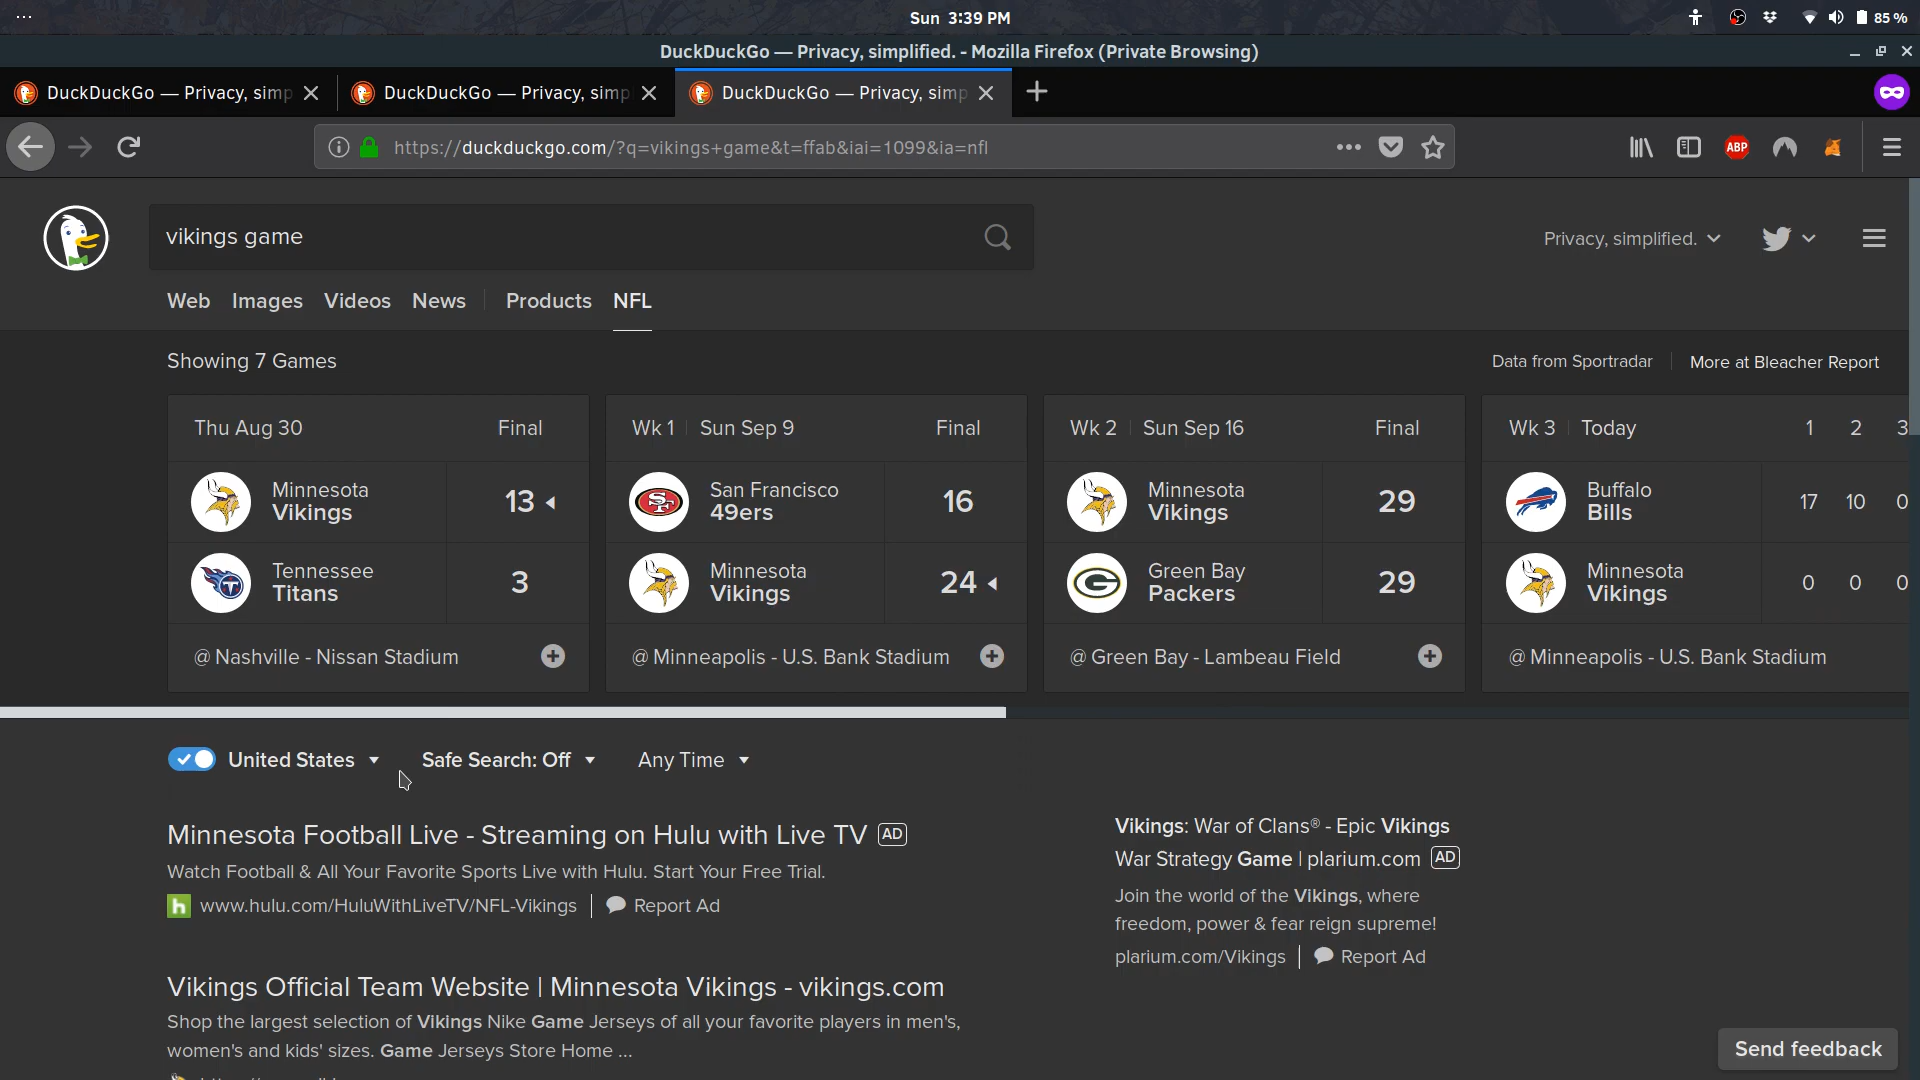 Sun 3:39 PM
85 %
DuckDuckGo — Privacy, simplified. - Mozilla Firefox (Private Browsing)
DuckDuckGo — Privacy, simp
DuckDuckGo — Privacy, simp
DuckDuckGo — Privacy, simp
https://duckduckgo.com/?q=vikings+game&t=ffab&iai=1099&ia=nfl
ABP
vikings game
Privacy, simplified.
Web Images Videos News Products NFL
Showing 7 Games
Data from Sportradar
More at Bleacher Report
Thu Aug 30 Final
Minnesota
Vikings
13
Tennessee
Titans
3
@ Nashville - Nissan Stadium
Wk 1 Sun Sep 9 Final
San Francisco
49ers
16
Minnesota
Vikings
24
@ Minneapolis - U.S. Bank Stadium
Wk 2 Sun Sep 16 Final
Minnesota
Vikings
29
Green Bay
Packers
29
@ Green Bay - Lambeau Field
Wk 3 Today 1 2 3
Buffalo
Bills
17 10 0
Minnesota
Vikings
0 0 0
@ Minneapolis - U.S. Bank Stadium
United States Safe Search: Off Any Time
Minnesota Football Live - Streaming on Hulu with Live TV AD
Watch Football & All Your Favorite Sports Live with Hulu. Start Your Free Trial.
h www.hulu.com/HuluWithLiveTV/NFL-Vikings Report Ad
Vikings Official Team Website | Minnesota Vikings - vikings.com
Shop the largest selection of Vikings Nike Game Jerseys of all your favorite players in men's,
women's and kids' sizes. Game Jerseys Store Home ...
Vikings: War of Clans® - Epic Vikings
War Strategy Game | plarium.com AD
Join the world of the Vikings, where
freedom, power & fear reign supreme!
plarium.com/Vikings Report Ad
Send feedback